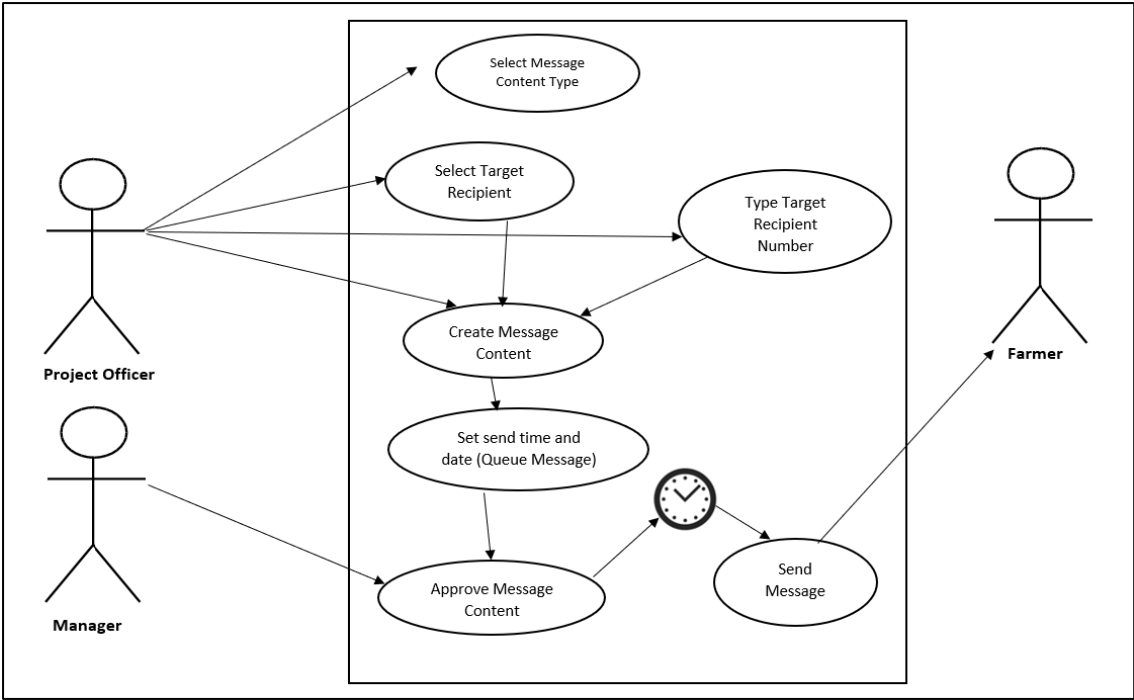 Select Message
Content Type
Select Target
Recipient
Type Target
Recipient
Number
Create Message
Content
Project Officer
Farmer
Set send time and
date (Queue Message)
Approve Message
Content
Send
Message
Manager